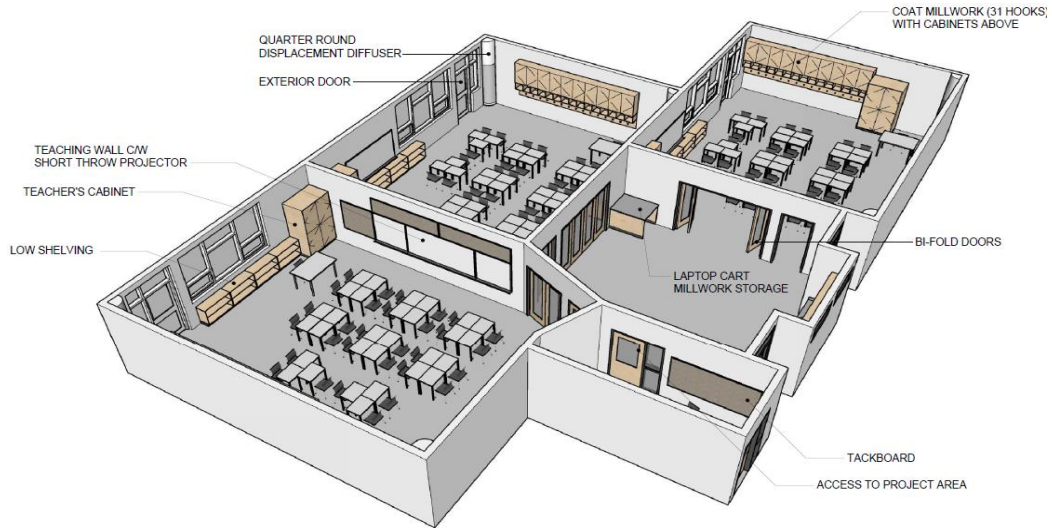 COAT MILLWORK (31 HOOKS)
WITH CABINETS ABOVE
QUARTER ROUND
DISPLACEMENT DIFFUSER
EXTERIOR DOOR
TEACHING WALL C/W
SHORT THROW PROJECTOR
TEACHER'S CABINET
LOW SHELVING
BI-FOLD DOORS
LAPTOP CART
MILLWORK STORAGE
TACKBOARD
ACCESS TO PROJECT AREA